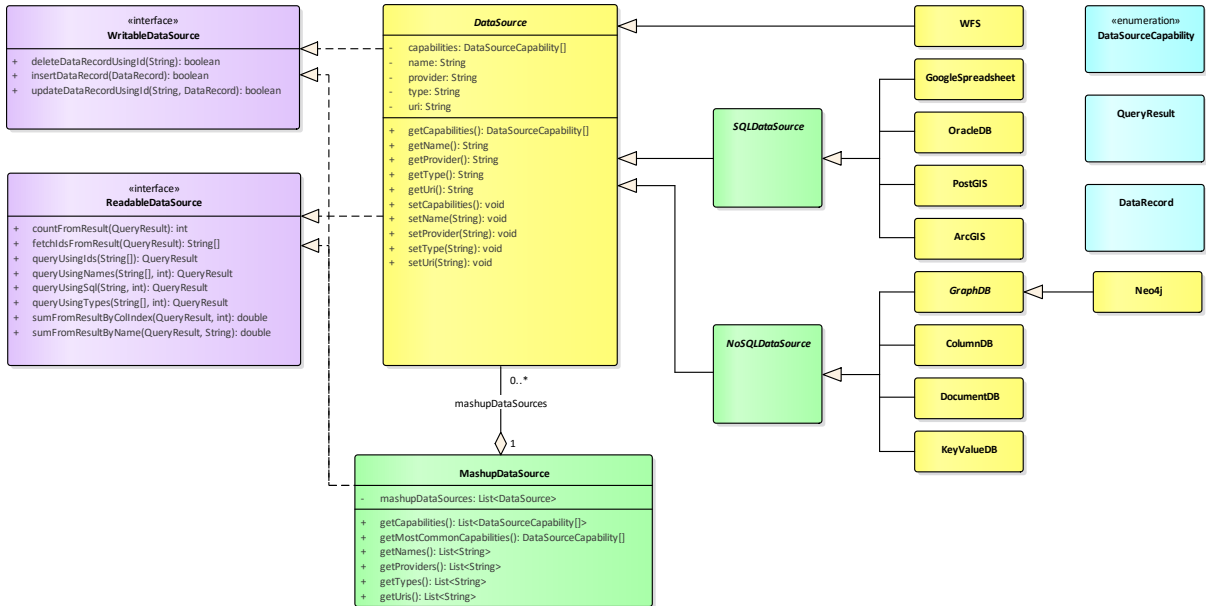 «interface»
WritableDataSource
+ deleteDataRecordUsingId(String): boolean
+ insertDataRecord(DataRecord): boolean
+ updateDataRecordUsingId(String, DataRecord): boolean
«interface»
ReadableDataSource
+ countFromResult(QueryResult): int
+ fetchIdsFromResult(QueryResult): String[]
+ queryUsingIds(String[]): QueryResult
+ queryUsingNames(String[], int): QueryResult
+ queryUsingSql(String, int): QueryResult
+ queryUsingTypes(String[], int): QueryResult
+ sumFromResultByColIndex(QueryResult, int): double
+ sumFromResultByName(QueryResult, String): double
DataSource
- capabilities: DataSourceCapability[]
- name: String
- provider: String
- type: String
- uri: String
+ getCapabilities(): DataSourceCapability[]
+ getName(): String
+ getProvider(): String
+ getType(): String
+ getUri(): String
+ setCapabilities(): void
+ setName(String): void
+ setProvider(String): void
+ setType(String): void
+ setUri(String): void
0..*
mashupDataSources
1
MashupDataSource
- mashupDataSources: List<DataSource>
+ getCapabilities(): List<DataSourceCapability[]>
+ getMostCommonCapabilities(): DataSourceCapability[]
+ getNames(): List<String>
+ getProviders(): List<String>
+ getTypes(): List<String>
+ getUris(): List<String>
SQLDataSource
NoSQLDataSource
WFS
GoogleSpreadsheet
OracleDB
PostGIS
ArcGIS
GraphDB
Neo4j
ColumnDB
DocumentDB
KeyValueDB
«enumeration»
DataSourceCapability
QueryResult
DataRecord